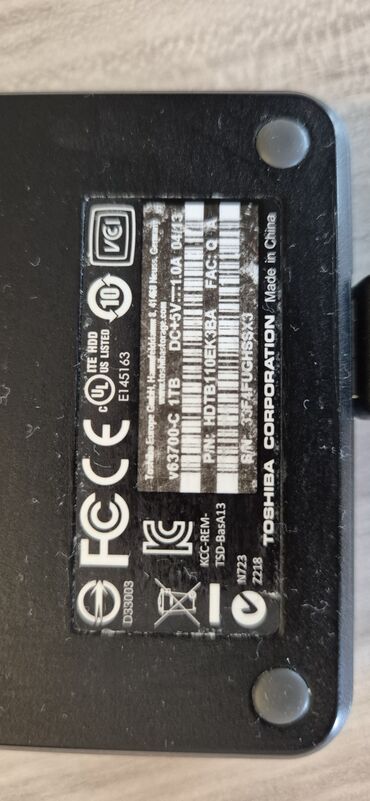 Toshiba Europe GmbH, Hammfelddamm 8, 41460 Neuss, Germany
www.toshibastorage.com
V63700-C 1TB DC+5V 1.0A 04/13
P/N: HDTB110EK3BA FAC: Q A
TOSHIBA CORPORATION Made in China
VCI
10
ITE HDD
c UL US LISTED
E145163
FC CE
KCC-REM-
TSD-BasA13
D33003
N723
Z218